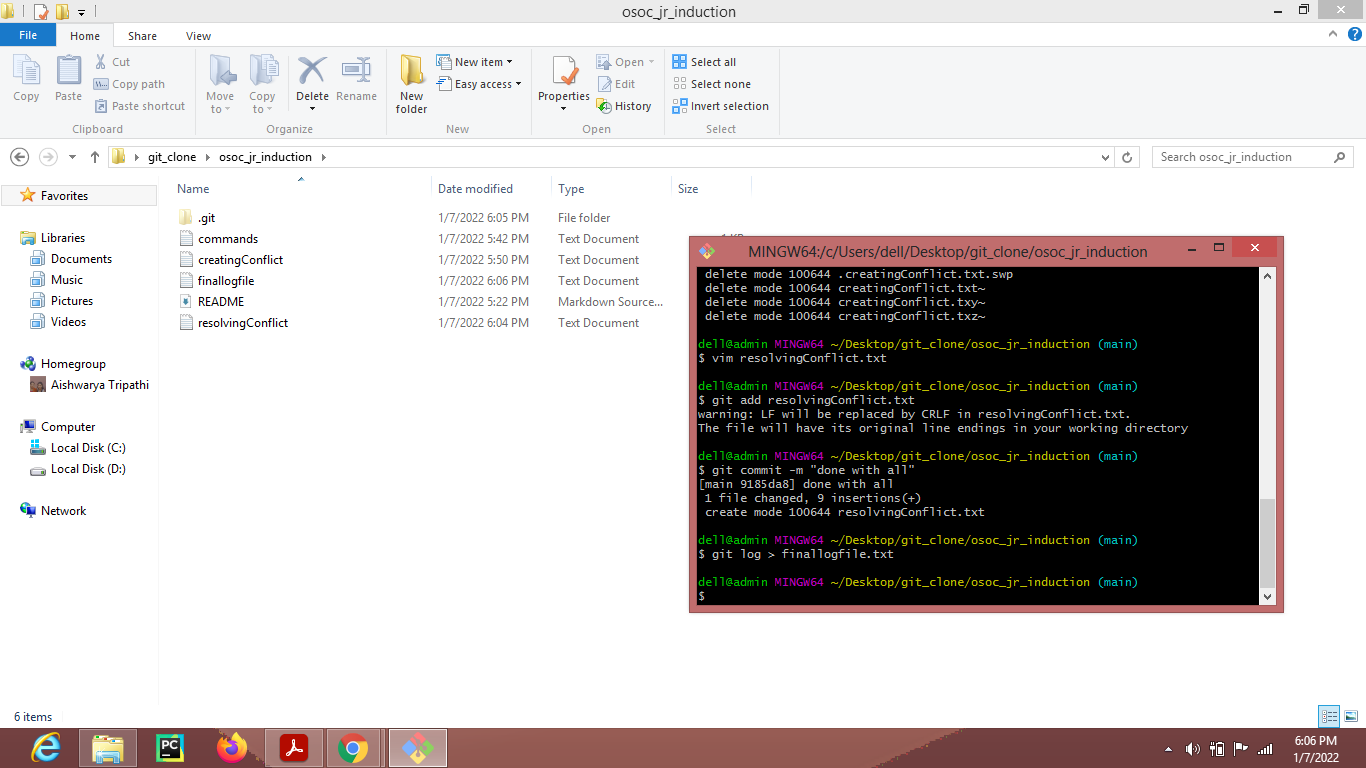 osoc_jr_induction
File Home Share View
Copy
Paste
Cut
Copy path
Paste shortcut
Clipboard
Move to
Copy to
Delete
Rename
Organize
New folder
New item
Easy access
New
Properties
Open
Edit
History
Open
Select all
Select none
Invert selection
Select
git_clone osoc_jr_induction
Search osoc_jr_induction
Favorites
Libraries
Documents
Music
Pictures
Videos
Homegroup
Aishwarya Tripathi
Computer
Local Disk (C:)
Local Disk (D:)
Network
Name Date modified Type Size
.git 1/7/2022 6:05 PM File folder
commands 1/7/2022 5:42 PM Text Document 1 KB
creatingConflict 1/7/2022 5:50 PM Text Document
finallogfile 1/7/2022 6:06 PM Text Document
README 1/7/2022 5:22 PM Markdown Source...
resolvingConflict 1/7/2022 6:04 PM Text Document
MINGW64:/c/Users/dell/Desktop/git_clone/osoc_jr_induction
delete mode 100644 .creatingConflict.txt.swp
delete mode 100644 creatingConflict.txt~
delete mode 100644 creatingConflict.txy~
delete mode 100644 creatingConflict.txz~
dell@admin MINGW64 ~/Desktop/git_clone/osoc_jr_induction (main)
$ vim resolvingConflict.txt
dell@admin MINGW64 ~/Desktop/git_clone/osoc_jr_induction (main)
$ git add resolvingConflict.txt
warning: LF will be replaced by CRLF in resolvingConflict.txt.
The file will have its original line endings in your working directory
dell@admin MINGW64 ~/Desktop/git_clone/osoc_jr_induction (main)
$ git commit -m "done with all"
[main 9185da8] done with all
1 file changed, 9 insertions(+)
create mode 100644 resolvingConflict.txt
dell@admin MINGW64 ~/Desktop/git_clone/osoc_jr_induction (main)
$ git log > finallogfile.txt
dell@admin MINGW64 ~/Desktop/git_clone/osoc_jr_induction (main)
$
6 items
PC
6:06 PM
1/7/2022